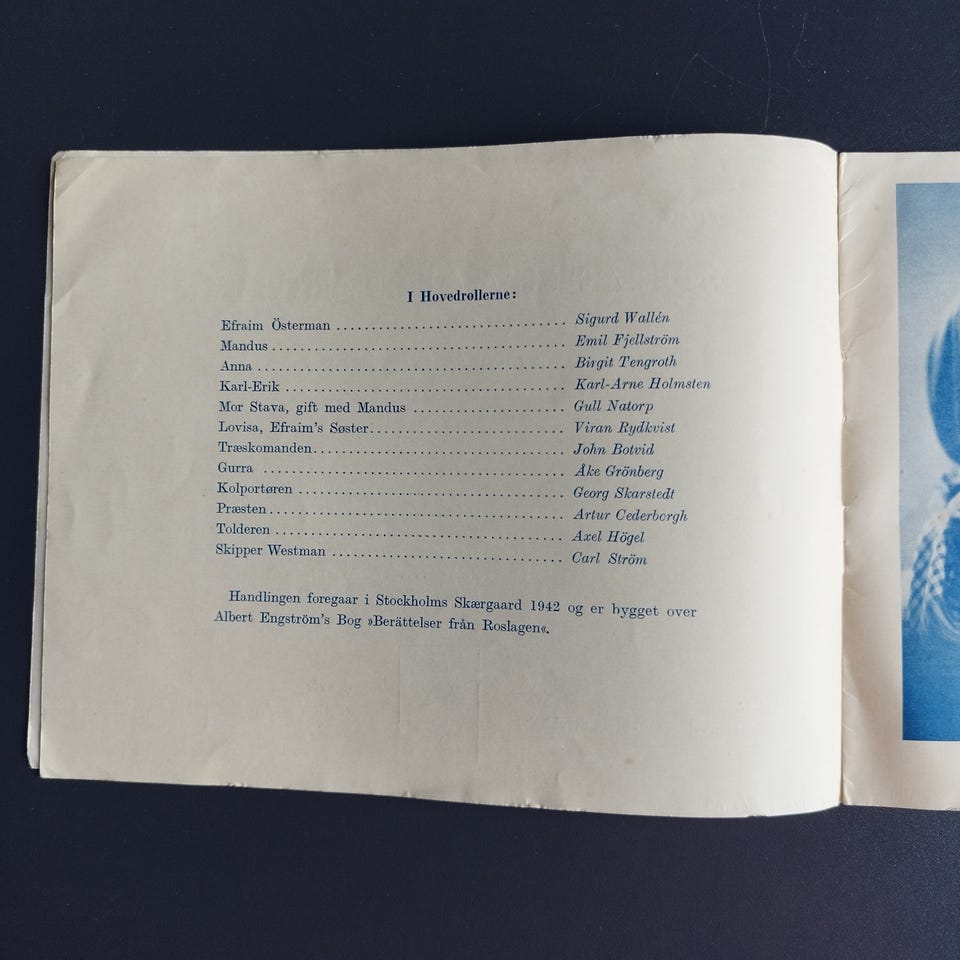 I Hovedrollerne:
Efraim Österman ................................ Sigurd Wallén
Mandus ........................................ Emil Fjellström
Anna ........................................... Birgit Tengroth
Karl-Erik ...................................... Karl-Arne Holmsten
Mor Stava, gift med Mandus ..................... Gull Natorp
Lovisa, Efraim's Søster........................... Viran Rydkvist
Træskomanden................................... John Botvid
Gurra .......................................... Åke Grönberg
Kolportøren ..................................... Georg Skarstedt
Præsten ......................................... Artur Cederborgh
Tolderen ........................................ Axel Högel
Skipper Westman ................................ Carl Ström
Handlingen foregaar i Stockholms Skærgaard 1942 og er bygget over
Albert Engström's Bog »Berättelser från Roslagen«.